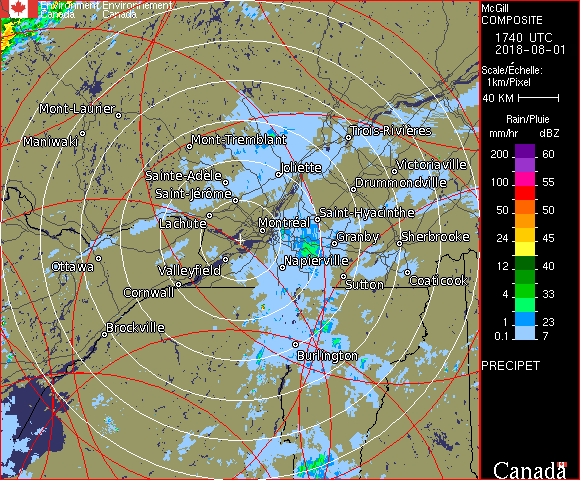 Environment Environnement
Canada Canada
Mont-Laurier
Maniwaki
Mont-Tremblant
Trois-Rivières
Joliette
Victoriaville
Sainte-Adèle
Drummondville
Saint-Jérôme
Lachute
Montréal
Saint-Hyacinthe
Granby
Sherbrooke
Ottawa
Valleyfield
Napierville
Sutton
Coaticook
Cornwall
Brockville
Burlington
McGill
COMPOSITE
1740 UTC
2018-08-01
Scale/Échelle:
1km/Pixel
40 KM
Rain/Pluie
mm/hr dBZ
200 60
100 55
50 50
24 45
12 40
4 33
1 23
0.1 7
PRECIPET
Canada